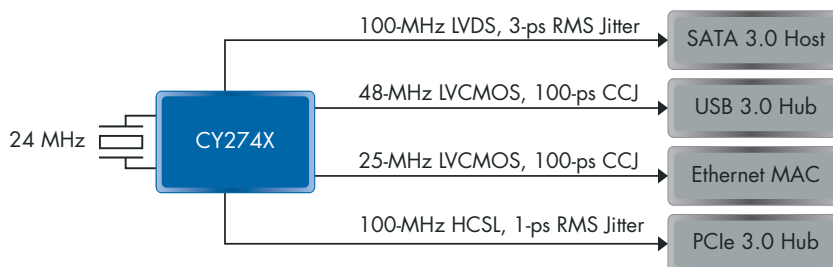 100-MHz LVDS, 3-ps RMS Jitter
SATA 3.0 Host
48-MHz LVCMOS, 100-ps CCJ
USB 3.0 Hub
24 MHz
CY274X
25-MHz LVCMOS, 100-ps CCJ
Ethernet MAC
100-MHz HCSL, 1-ps RMS Jitter
PCIe 3.0 Hub